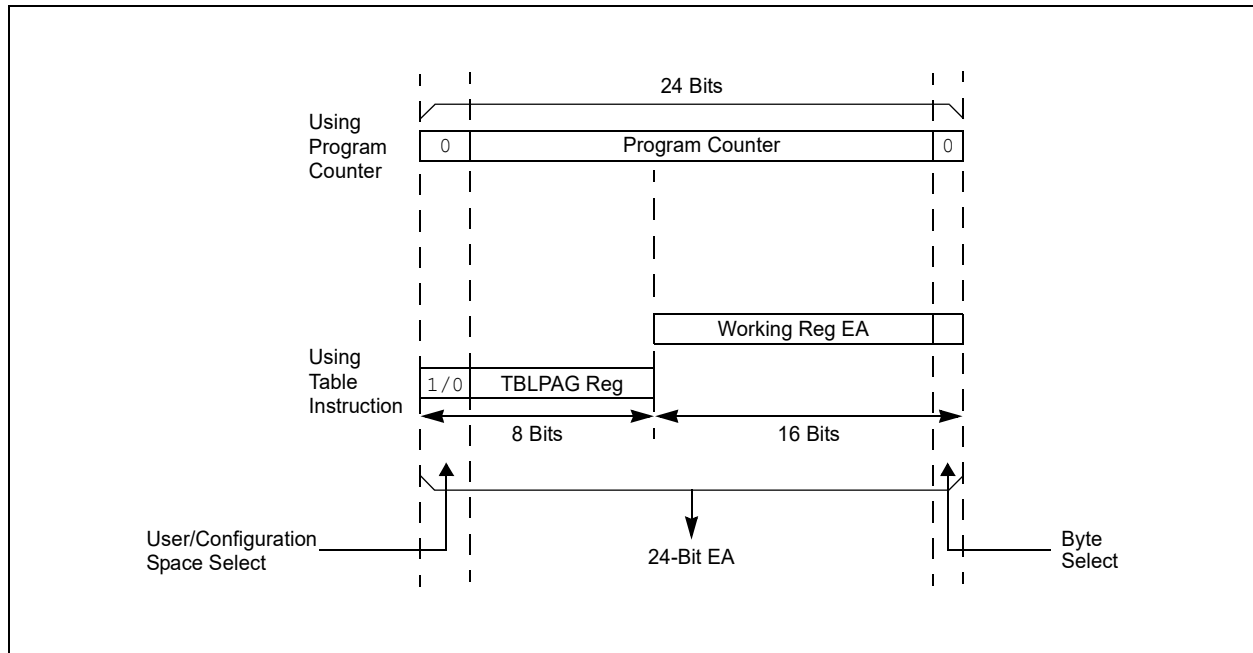 24 Bits
Using
Program
Counter
0
Program Counter
0
Working Reg EA
Using
Table
Instruction
1/0
TBLPAG Reg
8 Bits
16 Bits
User/Configuration
Space Select
24-Bit EA
Byte
Select